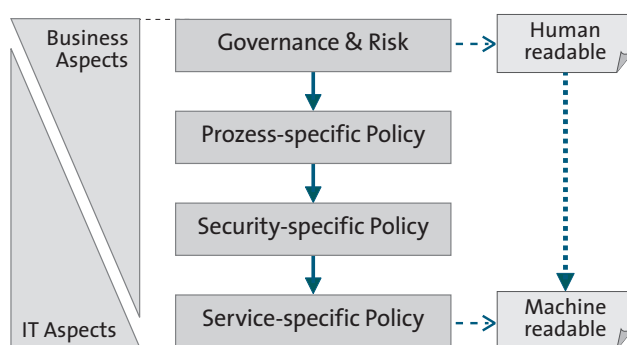 Business
Aspects
Governance & Risk
Human
readable
Prozess-specific Policy
Security-specific Policy
IT Aspects
Service-specific Policy
Machine
readable